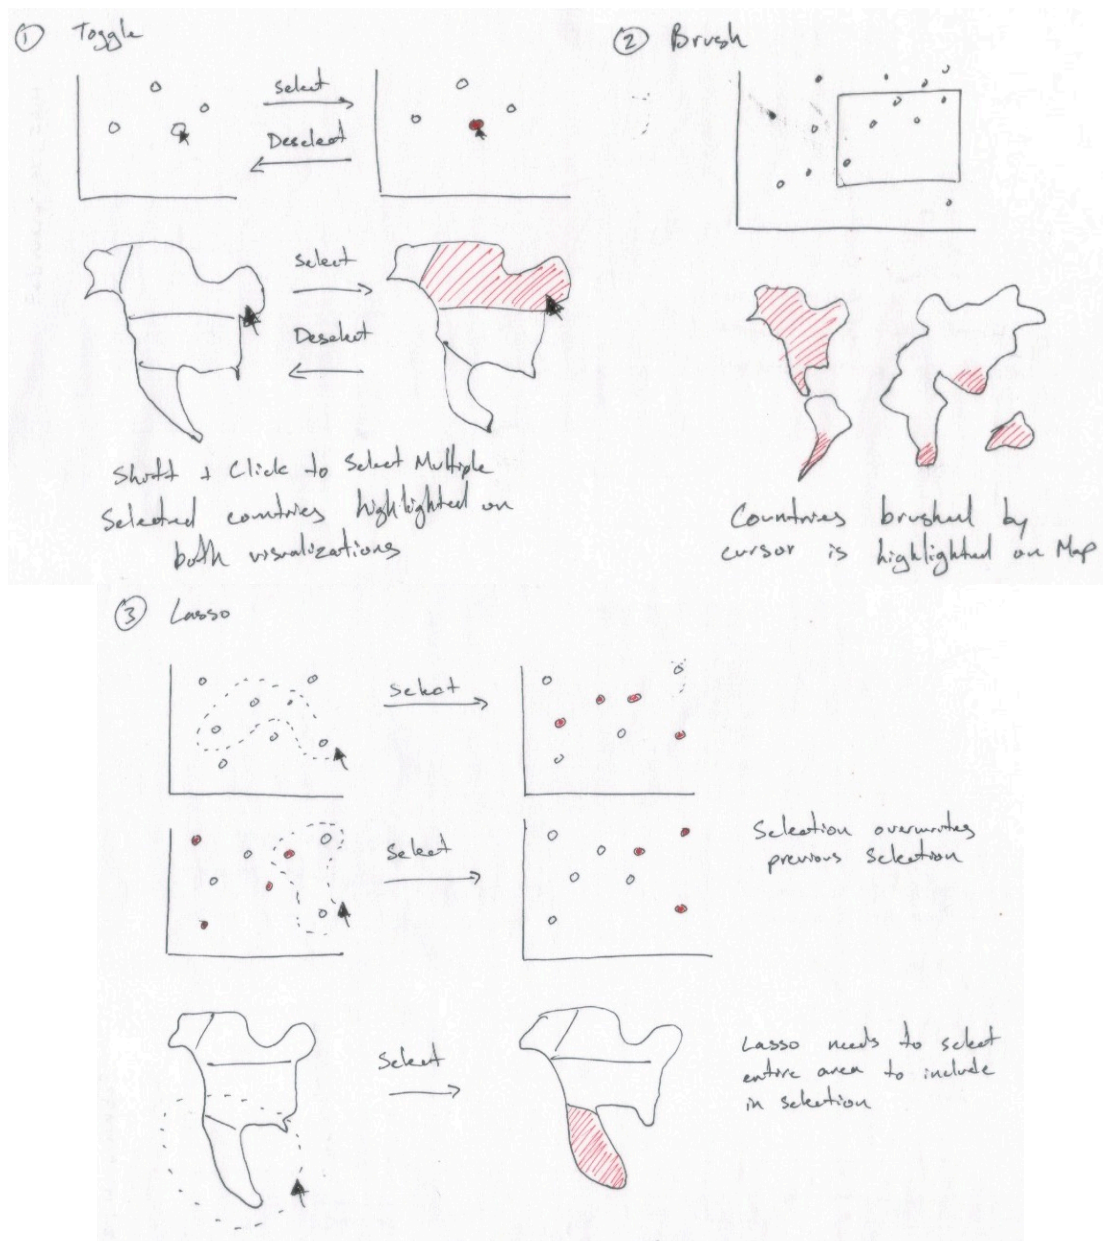 ① Toggle
select
Deselect
select
Deselect
Shift + Click to Select Multiple
Selected countries highlighted on
both visualizations
② Brush
Countries brushed by
cursor is highlighted on Map
③ Lasso
Select
Select
Selection overwrites
previous selection
Select
Lasso needs to select
entire area to include
in selection